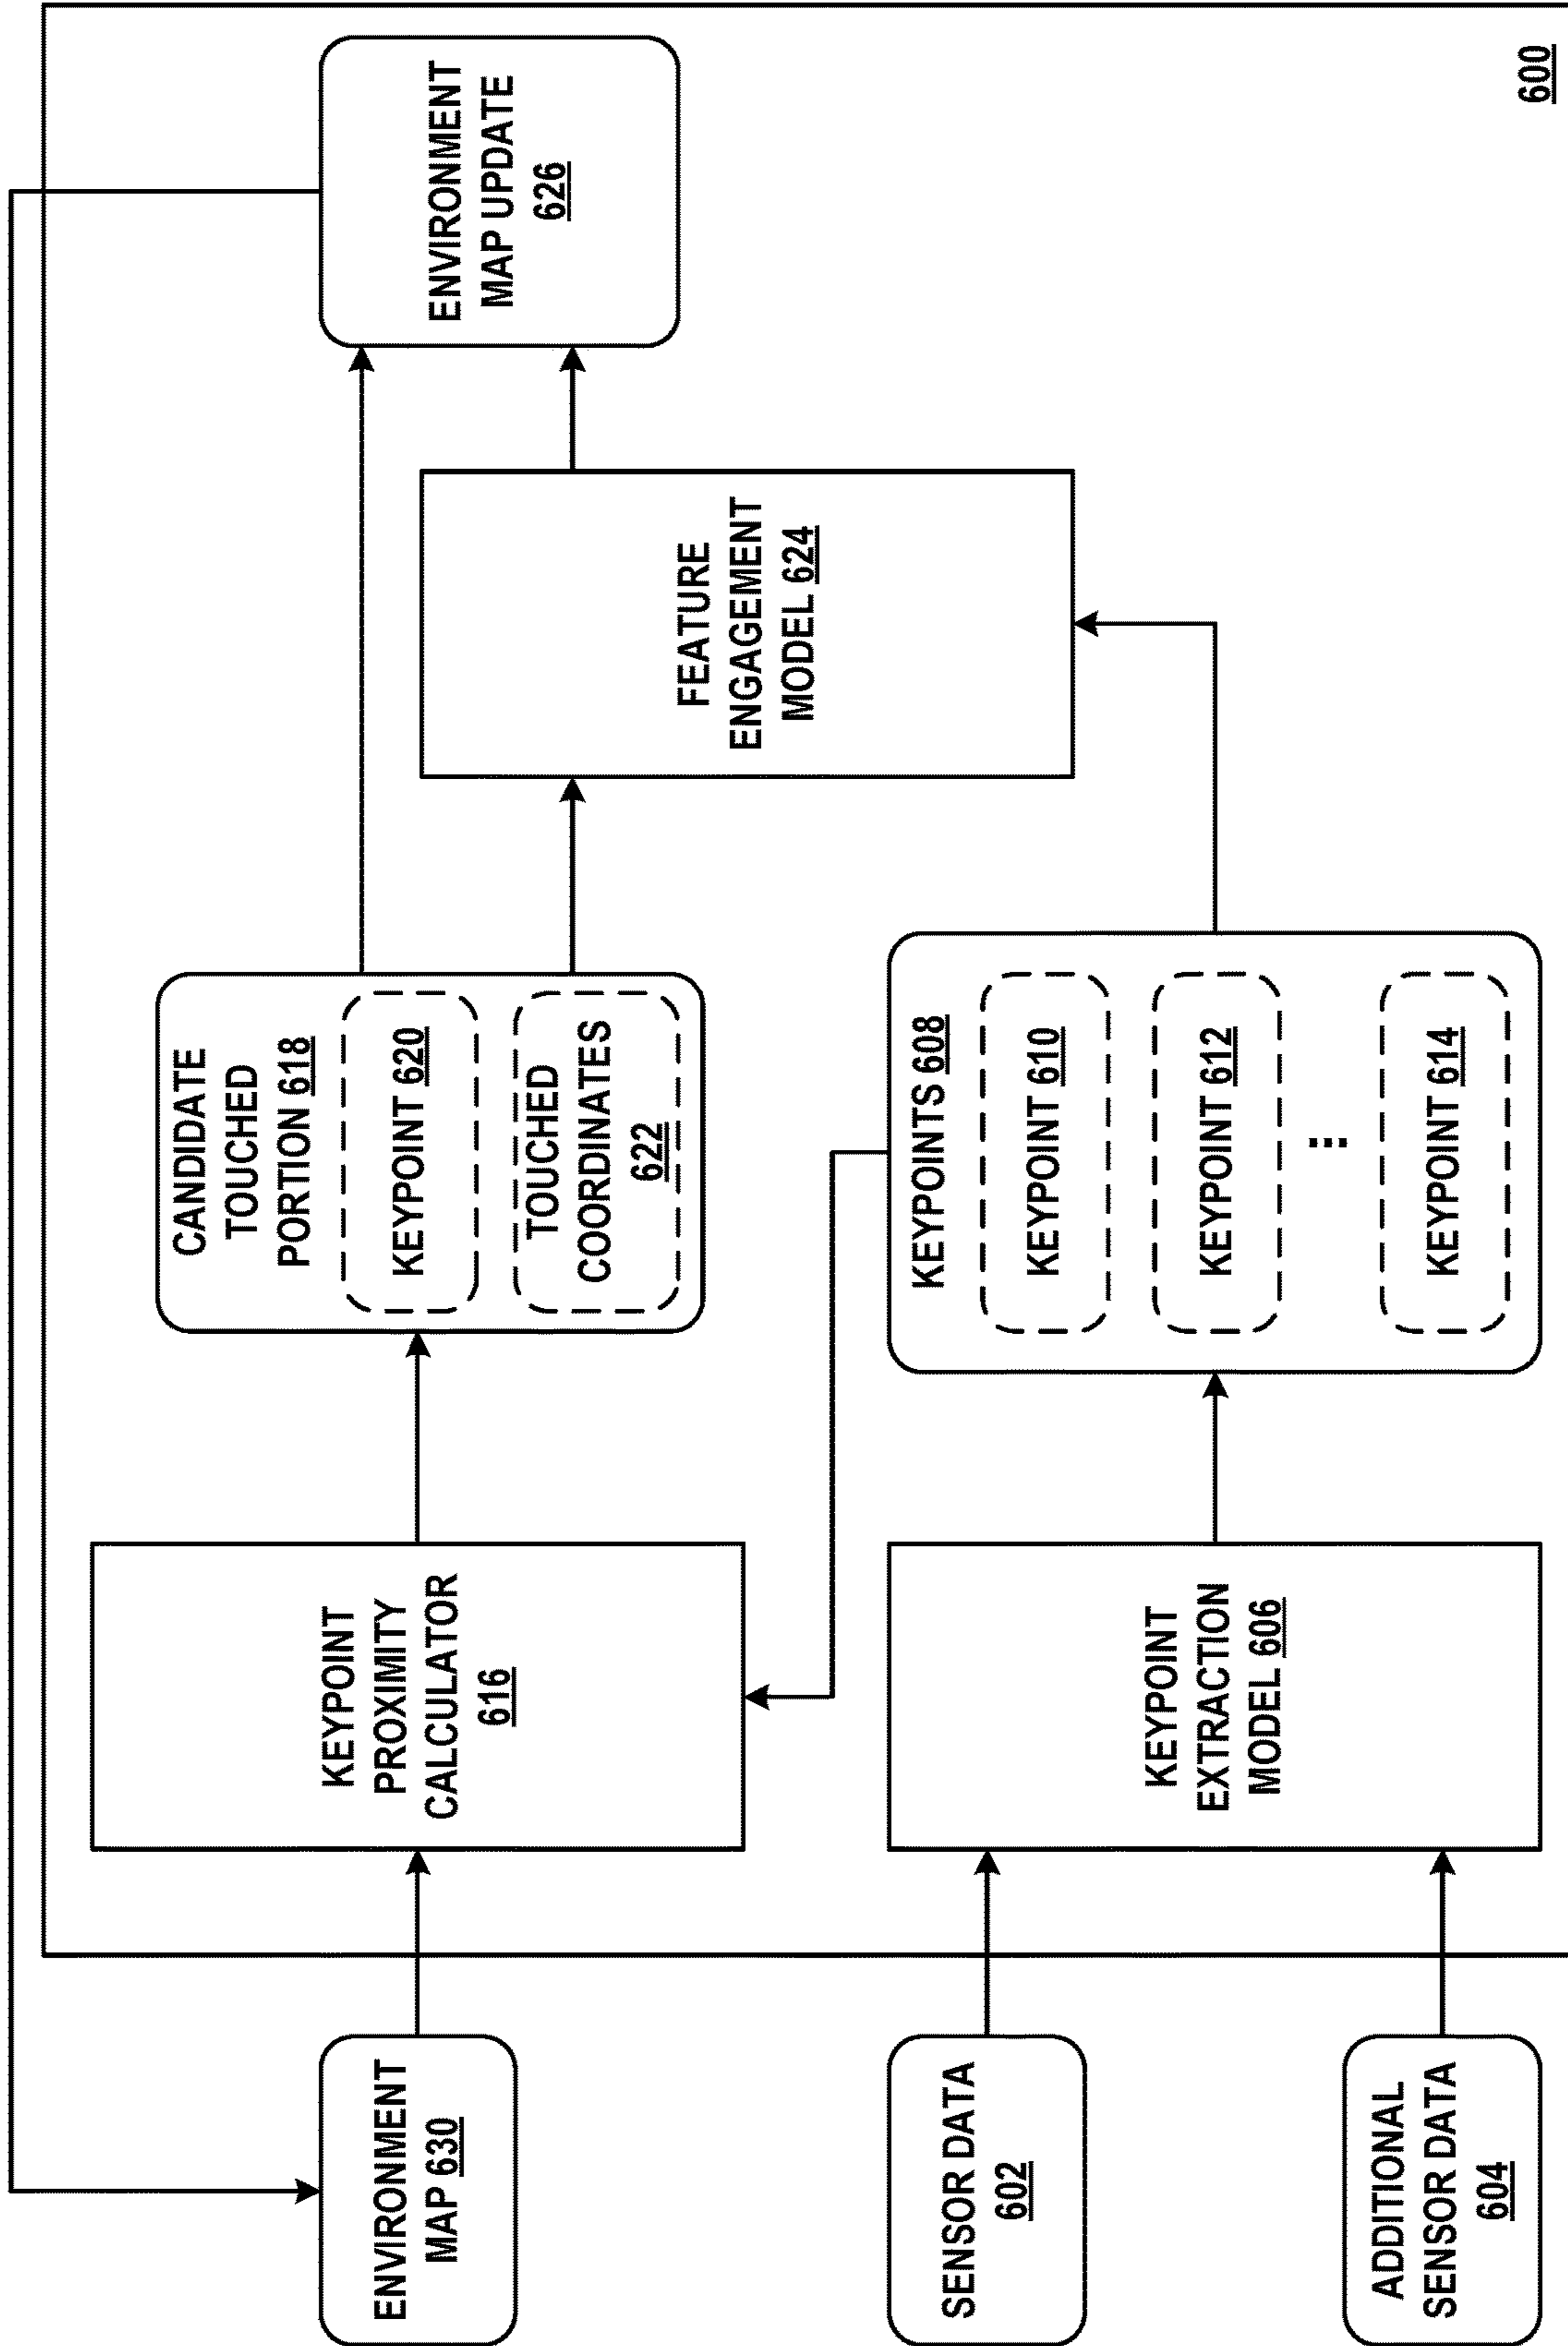 ENVIRONMENT
MAP 630
SENSOR DATA
602
ADDITIONAL
SENSOR DATA
604
KEYPOINT
PROXIMITY
CALCULATOR
616
KEYPOINT
EXTRACTION
MODEL 606
CANDIDATE
TOUCHED
PORTION 618
KEYPOINT 620
TOUCHED
COORDINATES
622
KEYPOINTS 608
KEYPOINT 610
KEYPOINT 612
...
KEYPOINT 614
FEATURE
ENGAGEMENT
MODEL 624
ENVIRONMENT
MAP UPDATE
626
600